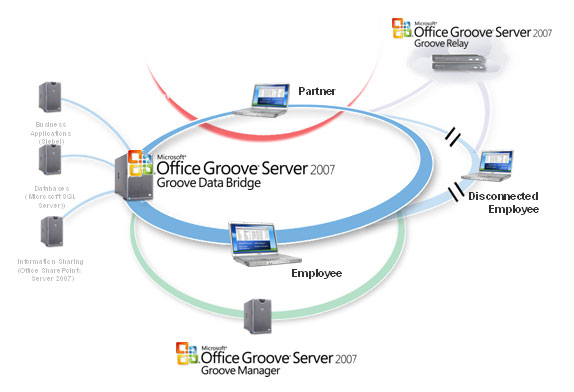 Microsoft®
Office Groove Server 2007
Groove Relay
Partner
Business
Applications
(Siebel)
Microsoft®
Office Groove® Server 2007
Groove Data Bridge
Databases
(Microsoft SQL
Server))
Disconnected
Employee
Information Sharing
(Office SharePoint:
Server 2007)
Employee
Microsoft®
Office Groove® Server 2007
Groove Manager